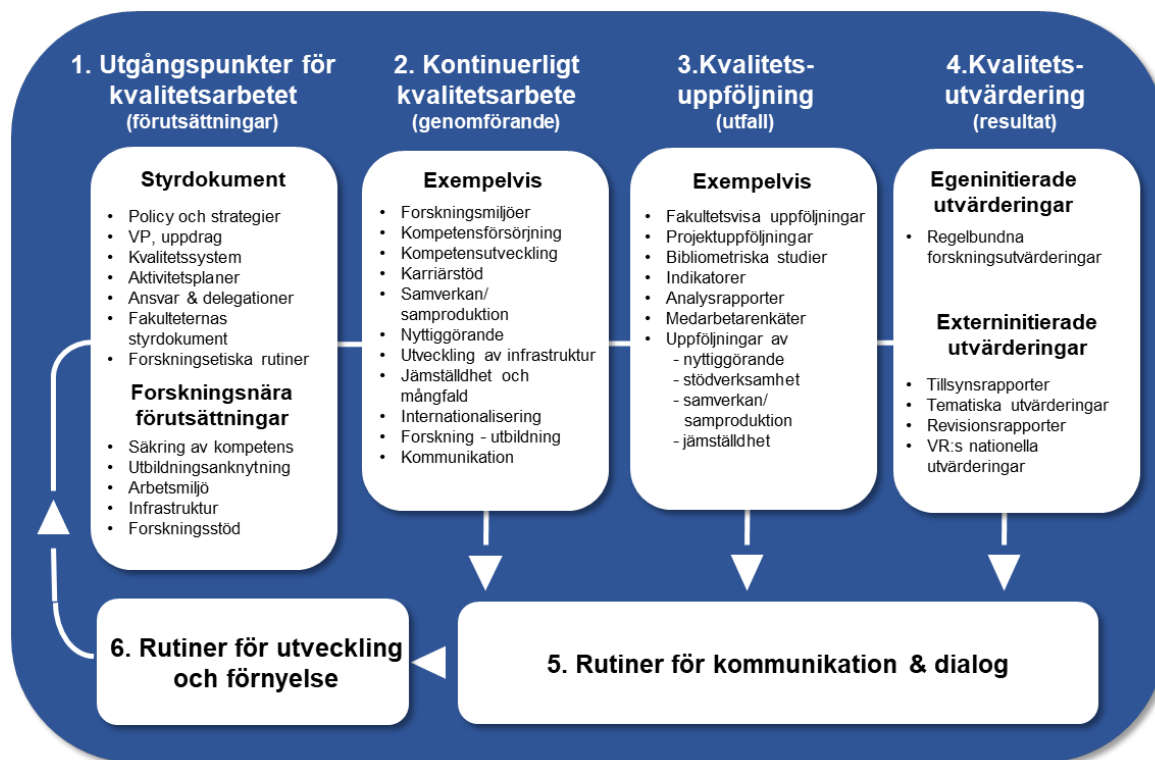 1. Utgångspunkter för
kvalitetsarbetet
(förutsättningar)
Styrdokument
• Policy och strategier
• VP, uppdrag
• Kvalitetssystem
• Aktivitetsplaner
• Ansvar & delegationer
• Fakulteternas
styrdokument
• Forskningsetiska rutiner
Forskningsnära
förutsättningar
• Säkring av kompetens
• Utbildningsanknytning
• Arbetsmiljö
• Infrastruktur
• Forskningsstöd
2. Kontinuerligt
kvalitetsarbete
(genomförande)
Exempelvis
• Forskningsmiljöer
• Kompetensförsörjning
• Kompetensutveckling
• Karriärstöd
• Samverkan/
samproduktion
• Nyttiggörande
• Utveckling av infrastruktur
• Jämställdhet och
mångfald
• Internationalisering
• Forskning - utbildning
• Kommunikation
3.Kvalitets-
uppföljning
(utfall)
Exempelvis
• Fakultetsvisa uppföljningar
• Projektuppföljningar
• Bibliometriska studier
• Indikatorer
• Analysrapporter
• Medarbetarenkäter
• Uppföljningar av
- nyttiggörande
- stödverksamhet
- samverkan/
samproduktion
- jämställdhet
4.Kvalitets-
utvärdering
(resultat)
Egeninitierade
utvärderingar
• Regelbundna
forskningsutvärderingar
Externinitierade
utvärderingar
• Tillsynsrapporter
• Tematiska utvärderingar
• Revisionsrapporter
• VR:s nationella
utvärderingar
5. Rutiner för kommunikation & dialog
6. Rutiner för utveckling
och förnyelse